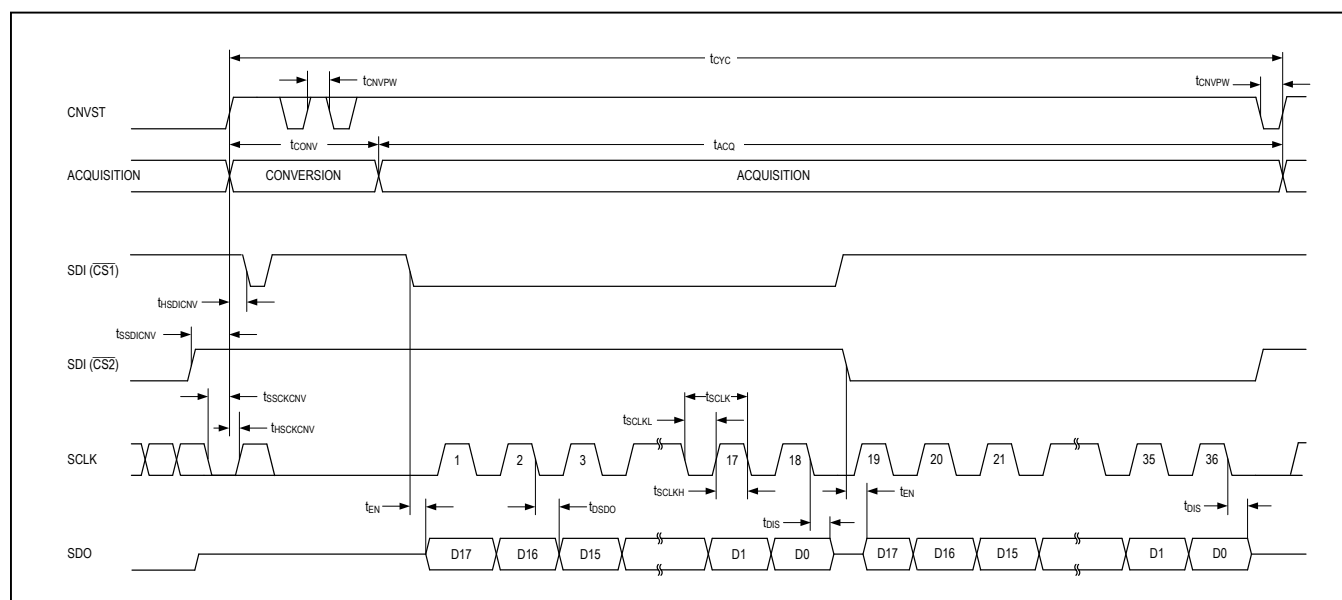 tCYC
tCNVPW
tCNVPW
CNVST
tCONV
tACQ
ACQUISITION
CONVERSION
ACQUISITION
SDI (CS1)
tHSDICNV
tSSDICNV
SDI (CS2)
tSSCKCNV
tHSCKCNV
tSCLK
tSCLKL
SCLK
1 2 3 17 18 19 20 21 35 36
tSCLKH
tEN
tDSDO
tDIS
tEN
tDIS
SDO
D17 D16 D15 D1 D0 D17 D16 D15 D1 D0